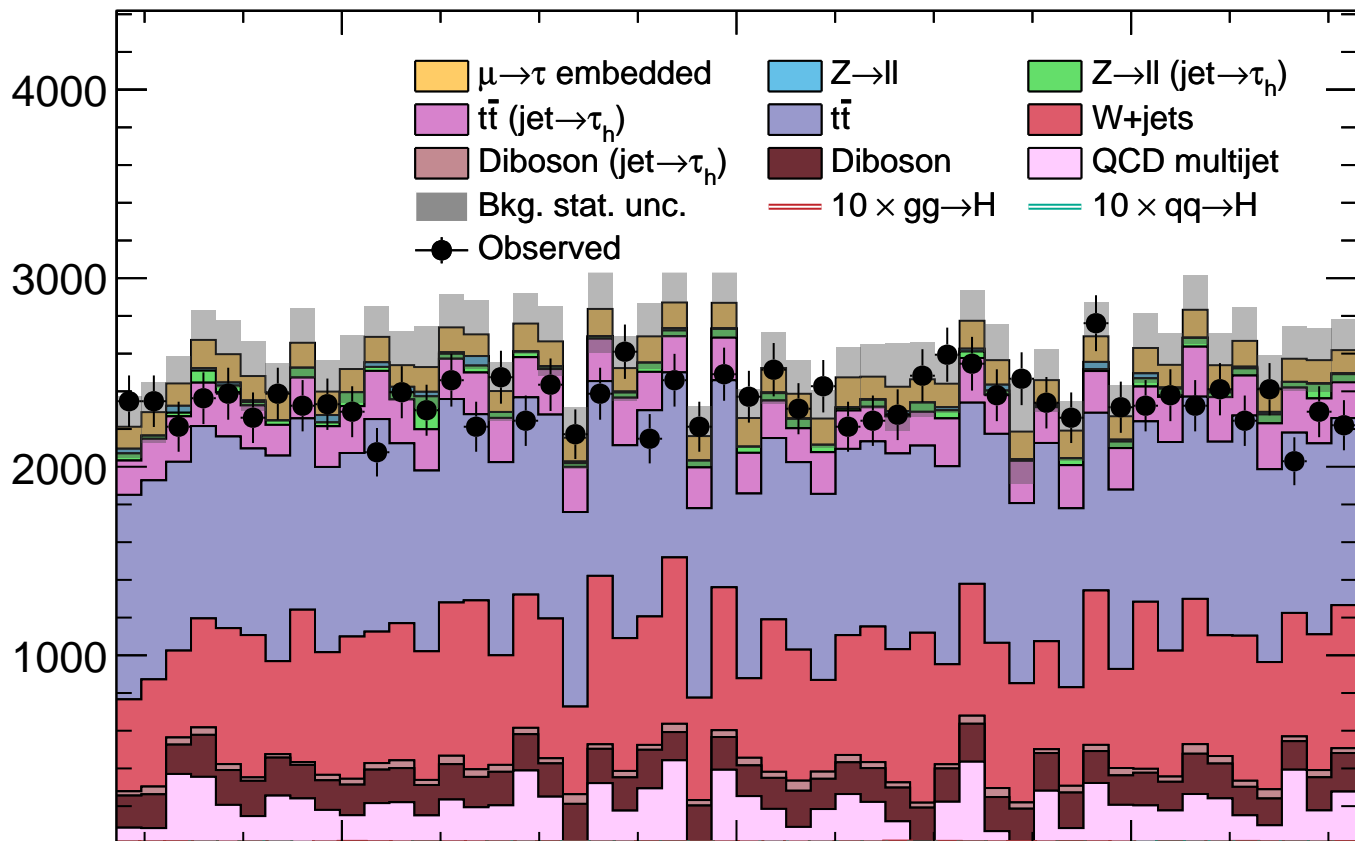 4000
3000
2000
1000
μ→τ embedded Z→ll Z→ll (jet→τh)
tt̄ (jet→τh) tt̄ W+jets
Diboson (jet→τh) Diboson QCD multijet
Bkg. stat. unc. 10 × gg→H 10 × qq→H
Observed